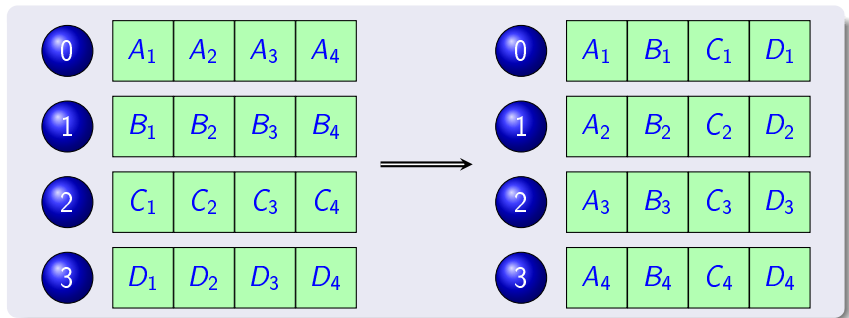 0 A₁ A₂ A₃ A₄ 0 A₁ B₁ C₁ D₁
1 B₁ B₂ B₃ B₄ 1 A₂ B₂ C₂ D₂
2 C₁ C₂ C₃ C₄ 2 A₃ B₃ C₃ D₃
3 D₁ D₂ D₃ D₄ 3 A₄ B₄ C₄ D₄